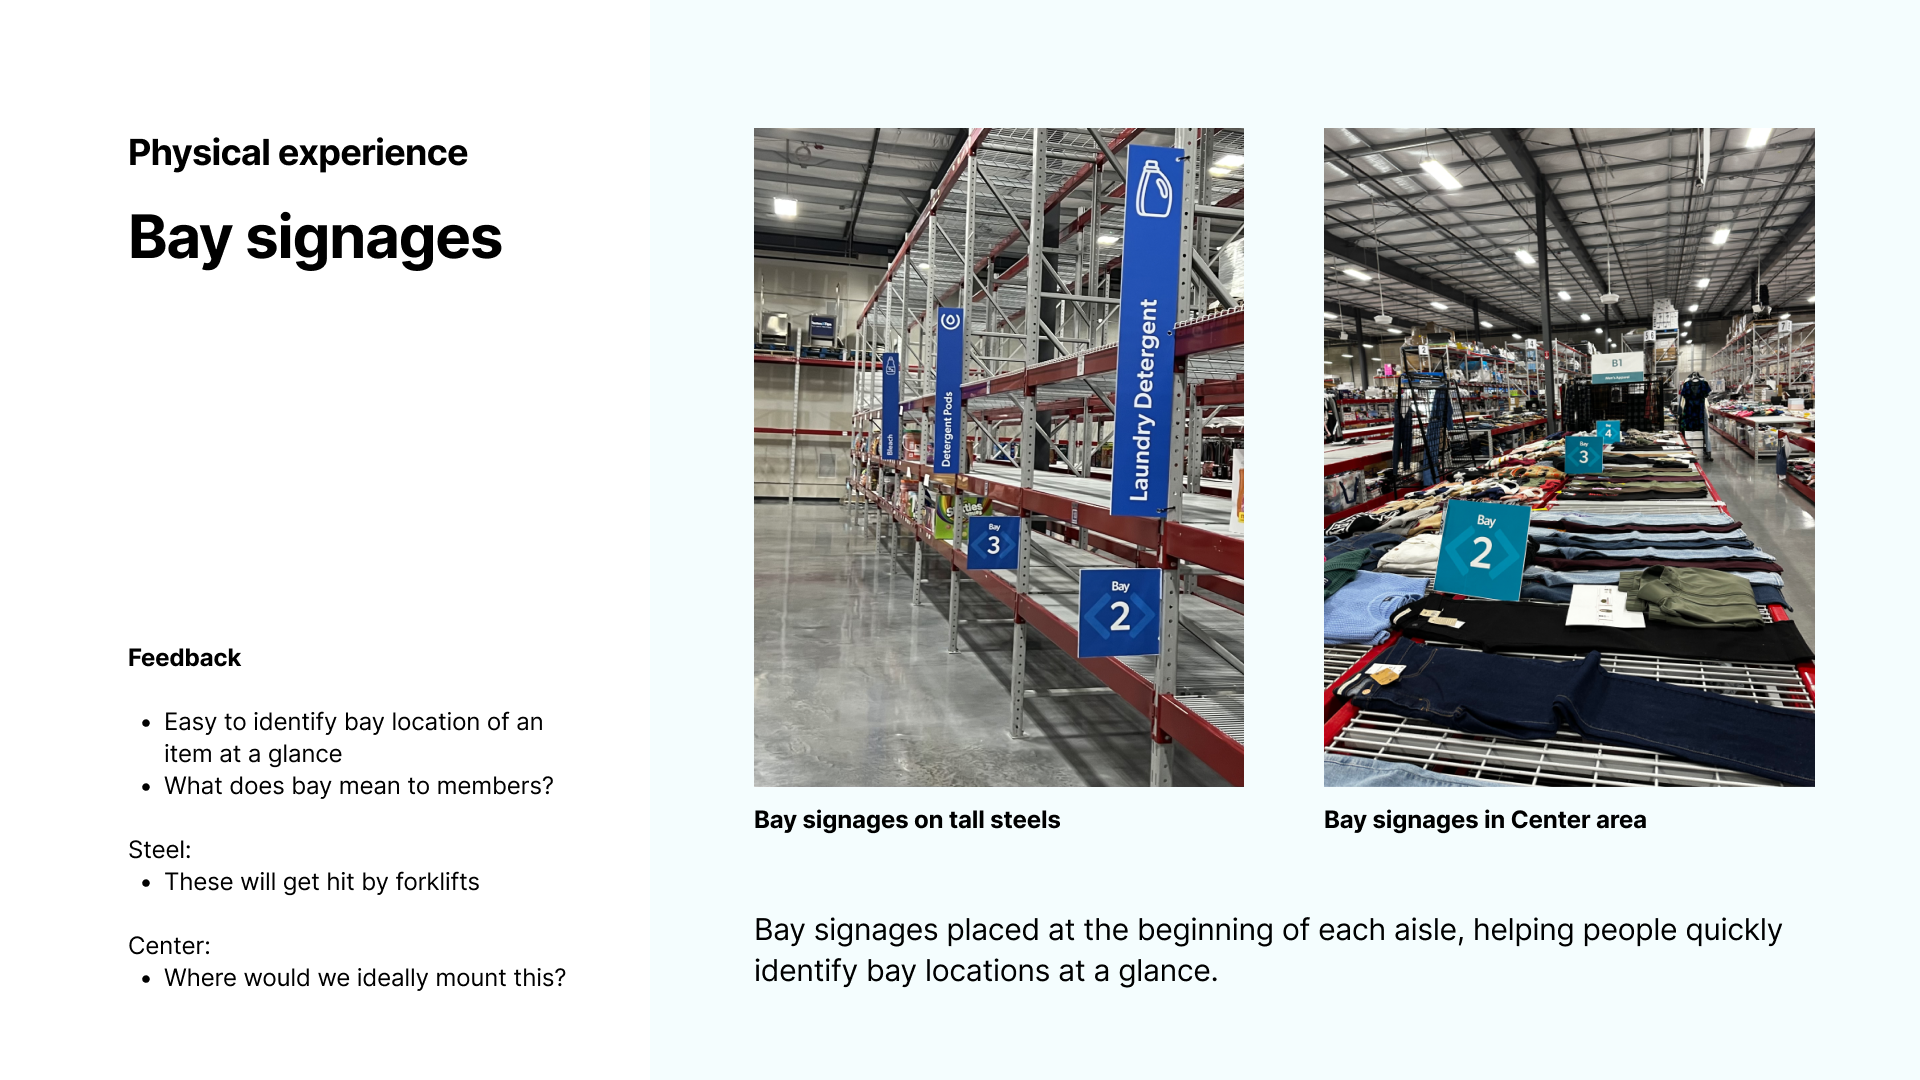 Physical experience
Bay signages
Feedback
• Easy to identify bay location of an
item at a glance
• What does bay mean to members?
Steel:
• These will get hit by forklifts
Center:
• Where would we ideally mount this?
Bleach
Detergent Pods
Laundry Detergent
Bay
3
Bay
2
Bay signages on tall steels
2
4
B1
Men's Apparel
Bay
4
Bay
3
Bay
2
Bay signages in Center area
Bay signages placed at the beginning of each aisle, helping people quickly
identify bay locations at a glance.